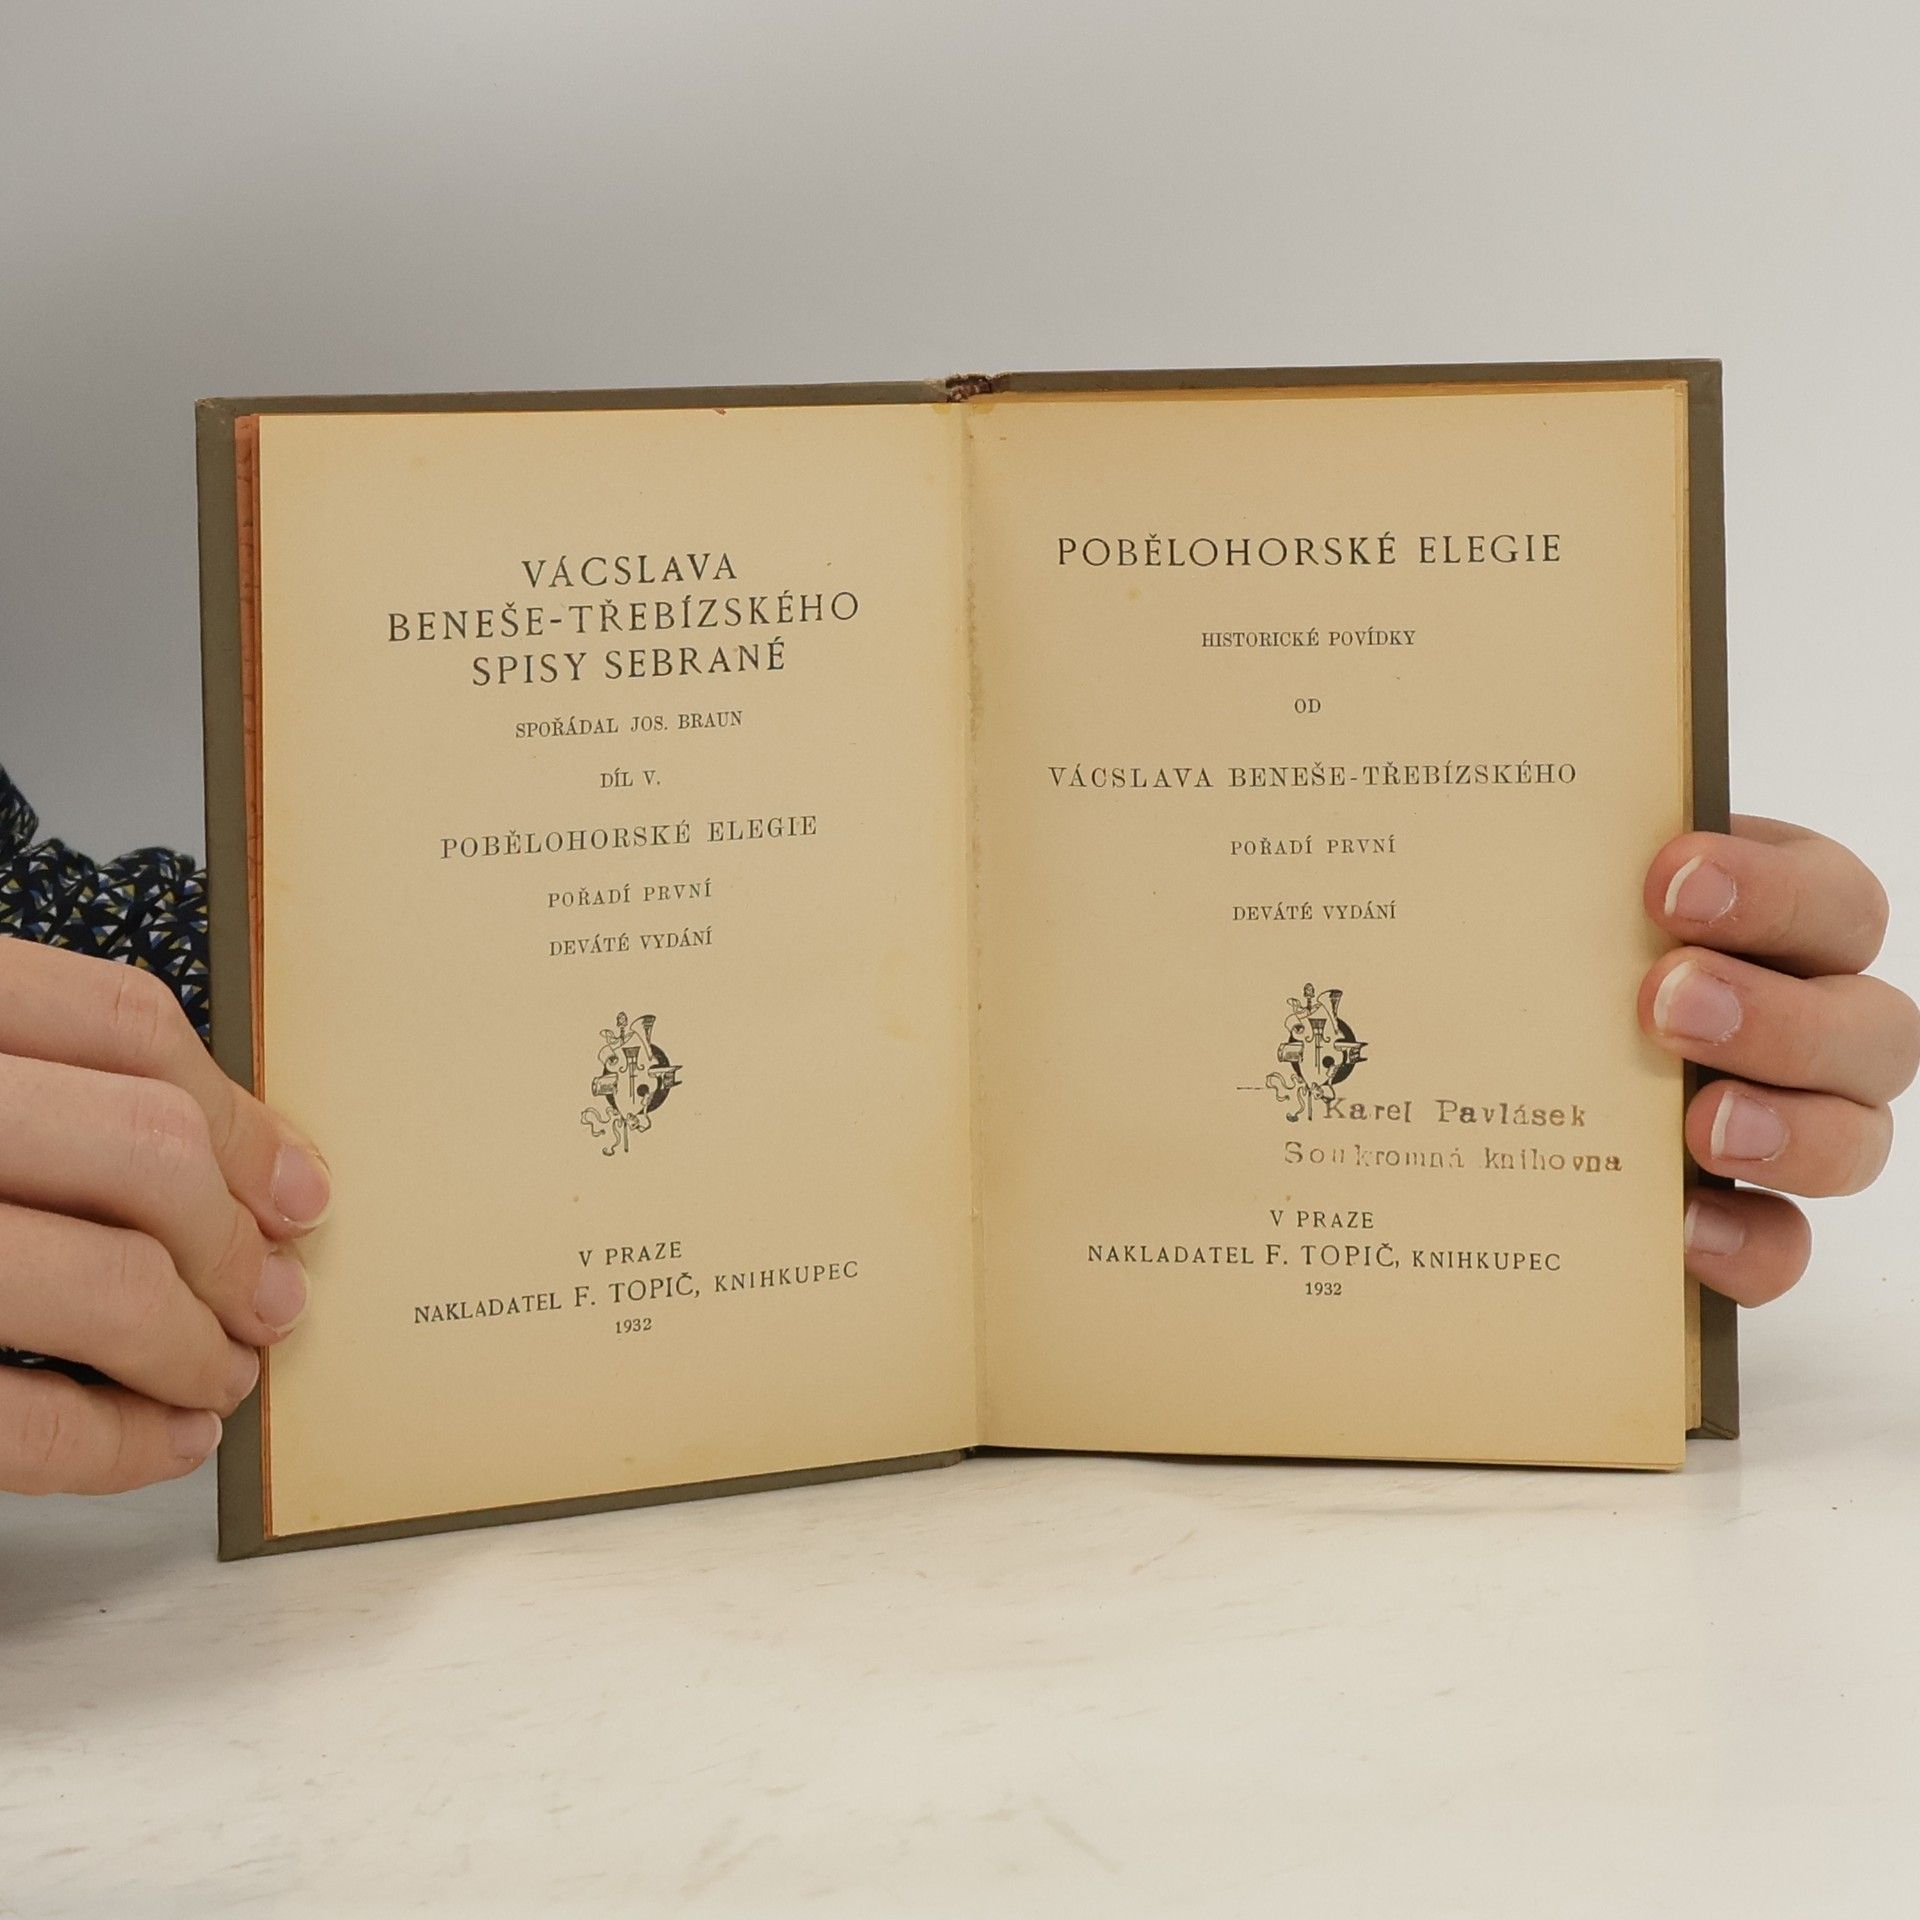 VÁCSLAVA
BENEŠE-TŘEBÍZSKÉHO
SPISY SEBRANÉ
SPOŘÁDAL JOS. BRAUN
DÍL V.
POBĚLOHORSKÉ ELEGIE
POŘADÍ PRVNÍ
DEVÁTÉ VYDÁNÍ
V PRAZE
NAKLADATEL F. TOPIČ, KNIHKUPEC
1932
POBĚLOHORSKÉ ELEGIE
HISTORICKÉ POVÍDKY
OD
VÁCSLAVA BENEŠE-TŘEBÍZSKÉHO
POŘADÍ PRVNÍ
DEVÁTÉ VYDÁNÍ
Karel Pavlásek
Soukromná knihovna
V PRAZE
NAKLADATEL F. TOPIČ, KNIHKUPEC
1932